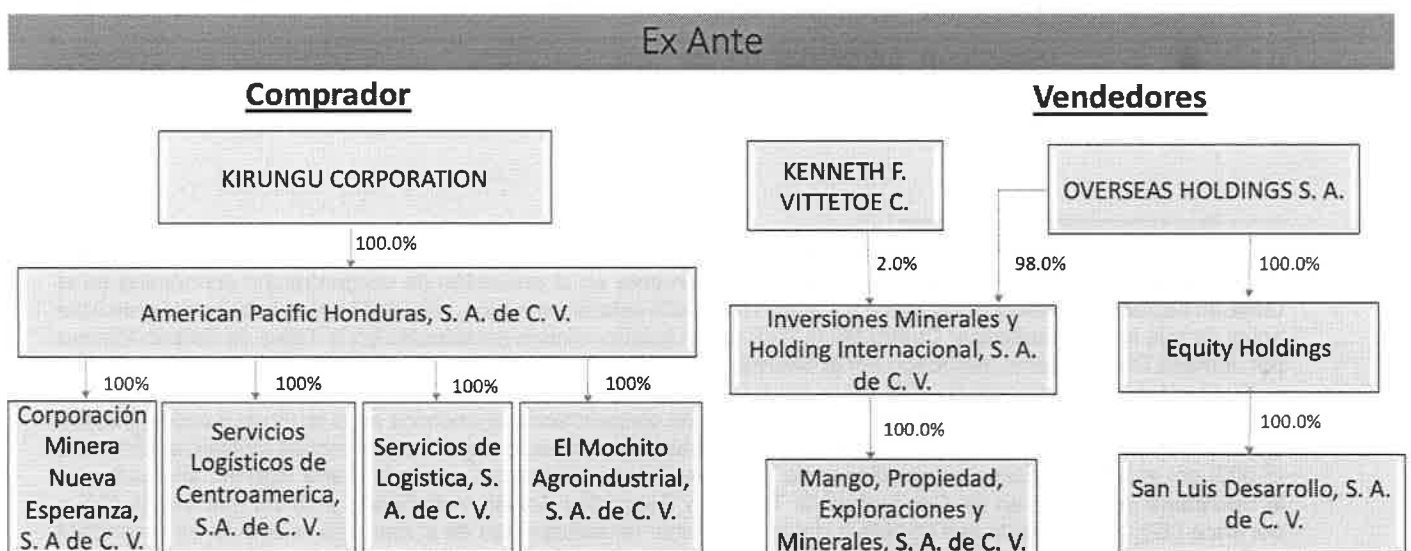 Ex Ante
Comprador
KIRUNGU CORPORATION
100.0%
American Pacific Honduras, S. A. de C. V.
100%
100%
100%
100%
Corporación
Minera
Nueva
Esperanza,
S. A de C. V.
Servicios
Logísticos de
Centroamerica,
S.A. de C. V.
Servicios de
Logistica, S.
A. de C. V.
El Mochito
Agroindustrial,
S. A. de C. V.
Vendedores
KENNETH F.
VITTETOE C.
OVERSEAS HOLDINGS S. A.
2.0%
98.0%
100.0%
Inversiones Minerales y
Holding Internacional, S. A.
de C. V.
Equity Holdings
100.0%
100.0%
Mango, Propiedad,
Exploraciones y
Minerales, S. A. de C. V.
San Luis Desarrollo, S. A.
de C. V.